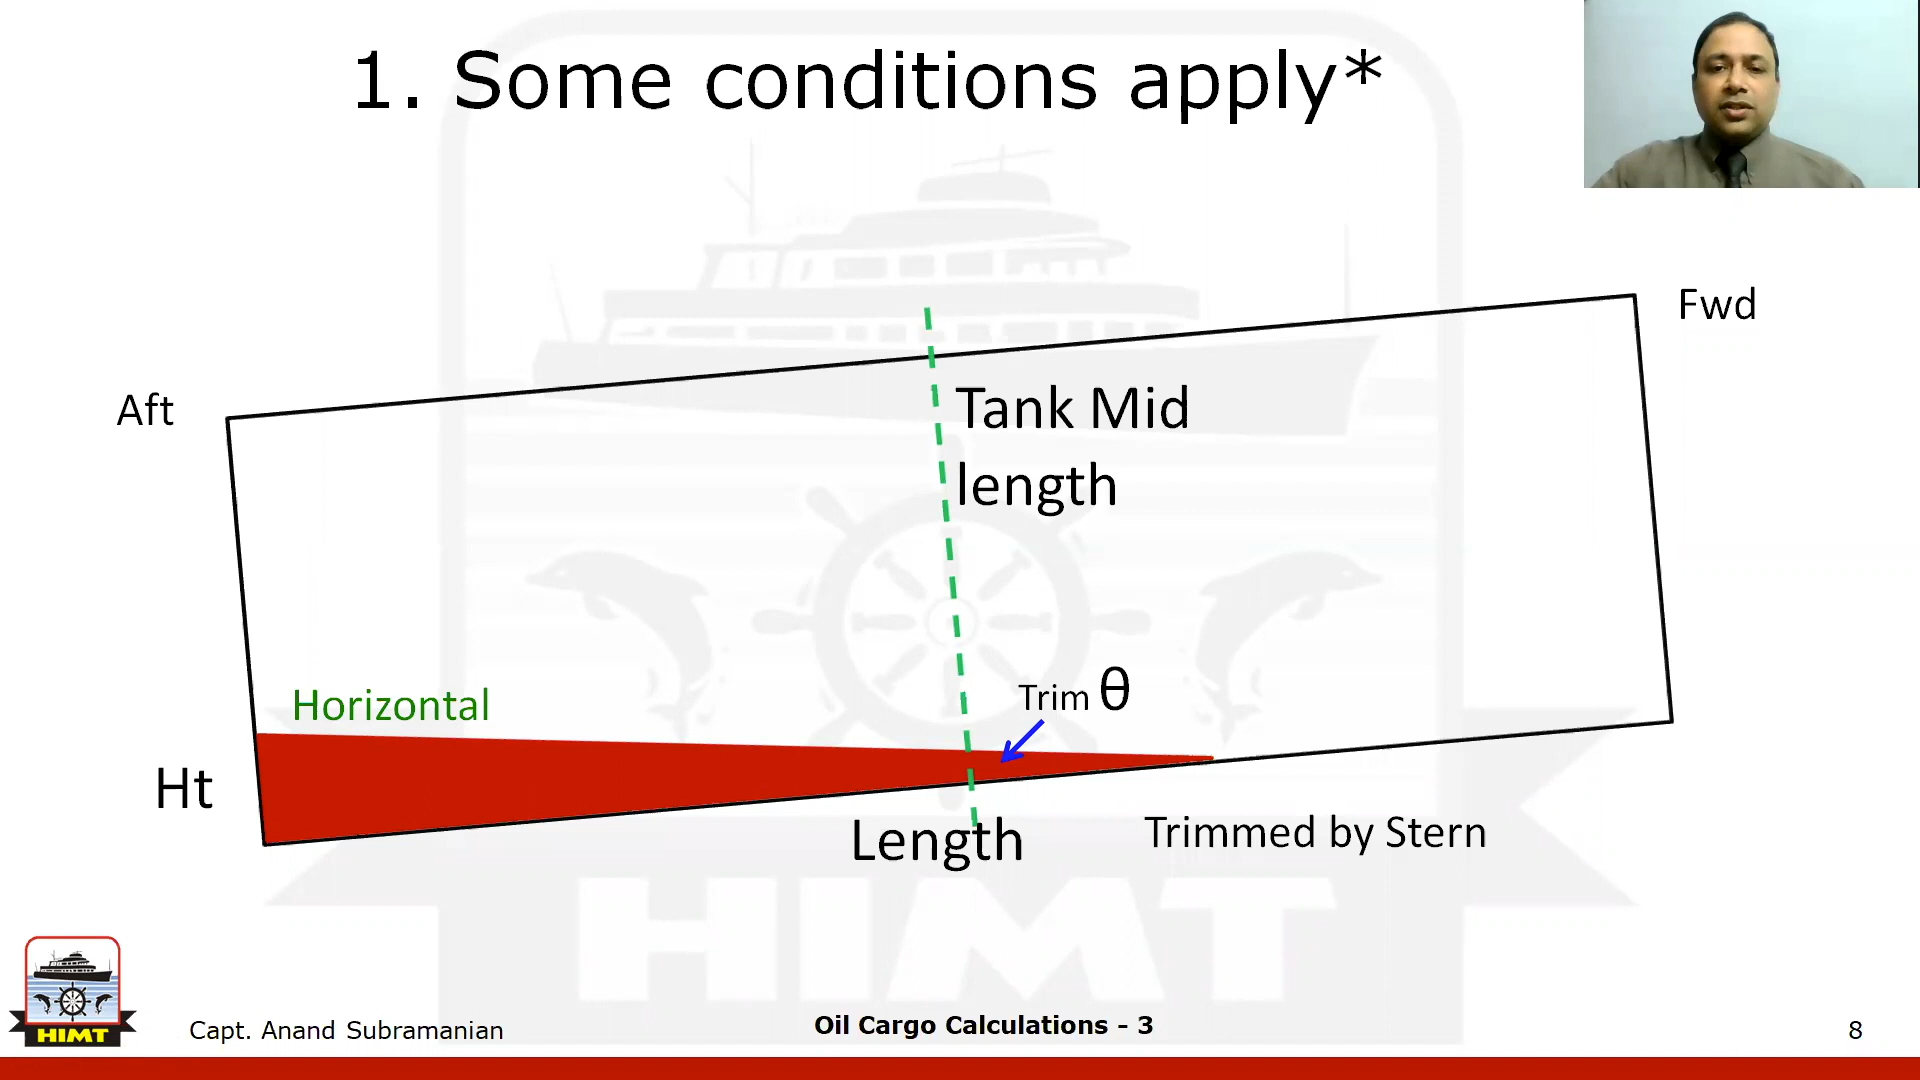 1. Some conditions apply*
Fwd
Aft
Tank Mid
length
Trim θ
Horizontal
Ht
Length
Trimmed by Stern
HIMT
HIMT
Capt. Anand Subramanian
Oil Cargo Calculations - 3
8